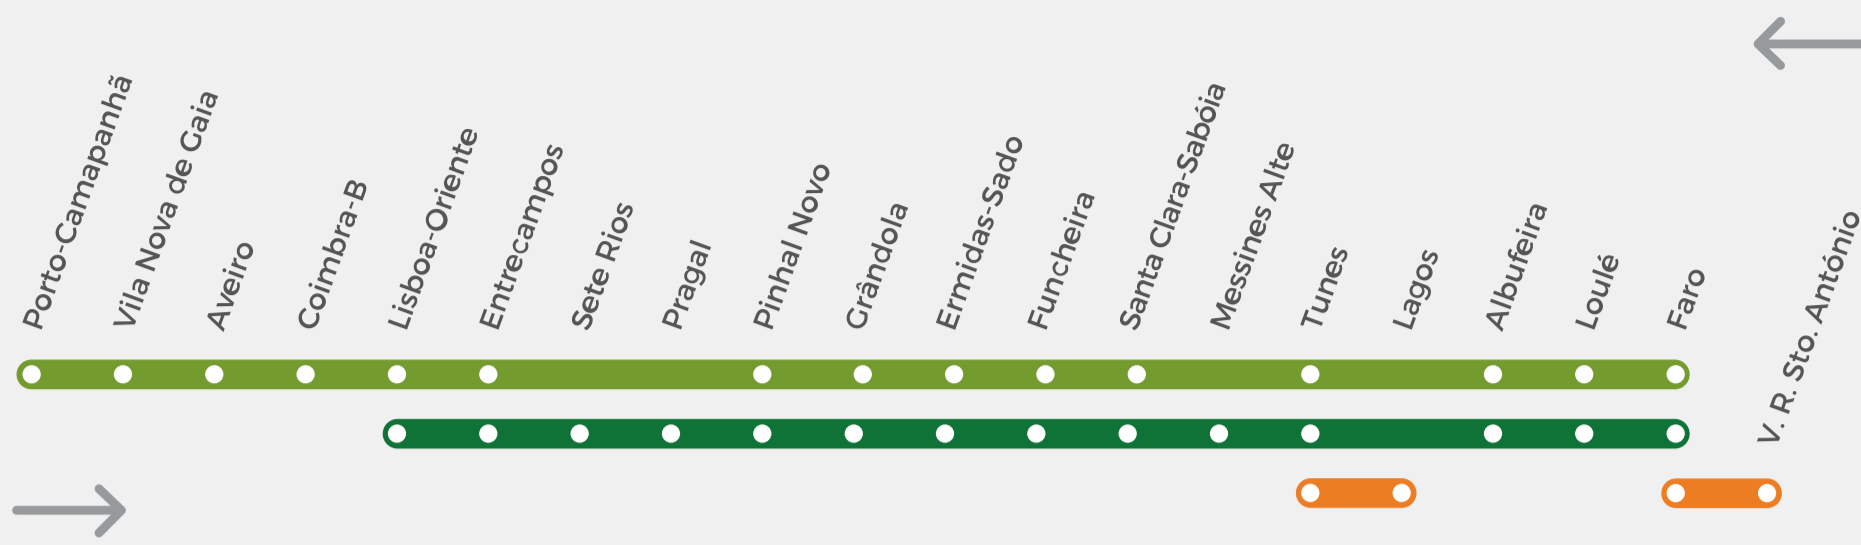 Porto-Camapanhã
Vila Nova de Gaia
Aveiro
Coimbra-B
Lisboa-Oriente
Entrecampos
Sete Rios
Pragal
Pinhal Novo
Grândola
Ermidas-Sado
Funcheira
Santa Clara-Sabóia
Messines Alte
Tunes
Lagos
Albufeira
Loulé
Faro
V. R. Sto. António